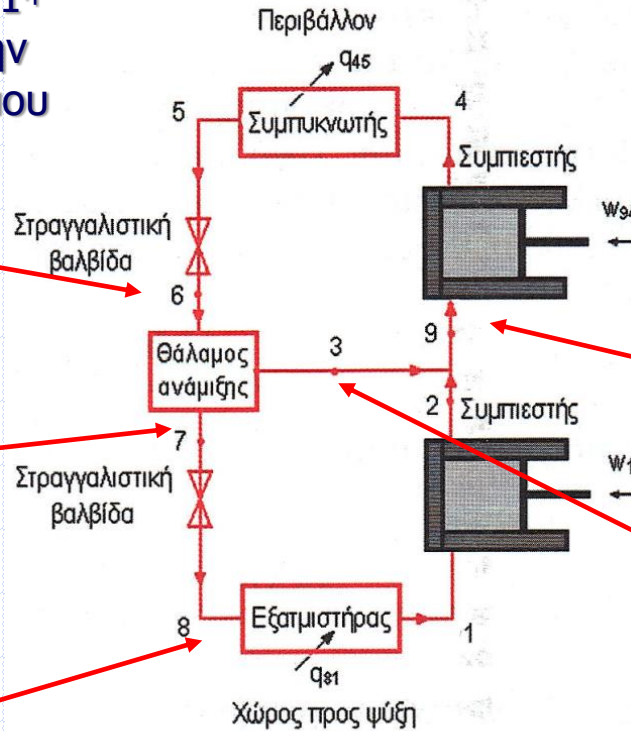 Περιβάλλον
q45
5
4
Συμπυκνωτής
Συμπιεστής
Στραγγαλιστική
βαλβίδα
6
9
Θάλαμος
ανάμιξης
3
2
Συμπιεστής
7
Στραγγαλιστική
βαλβίδα
8
Εξατμιστήρας
1
q81
Χώρος προς ψύξη